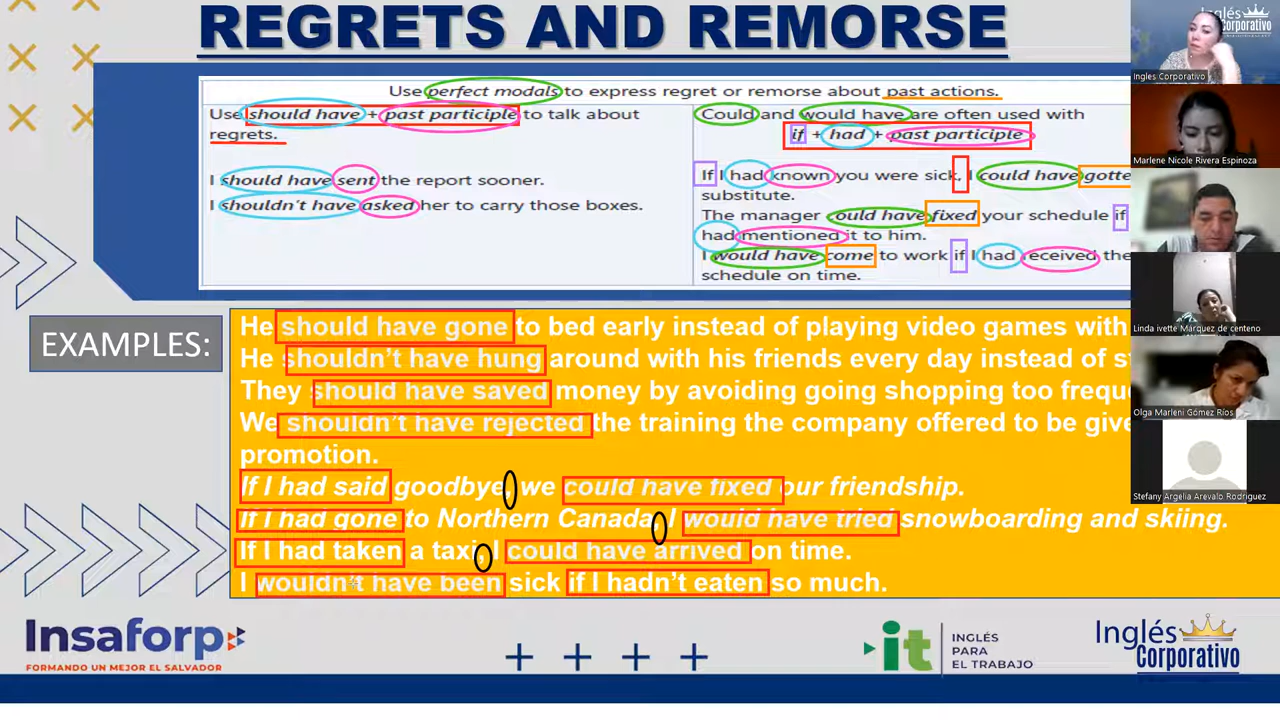 REGRETS AND REMORSE
Inglés
Corporativo
Ingles Corporativo
Use perfect modals to express regret or remorse about past actions.
Use should have + past participle to talk about
regrets.
I should have sent the report sooner.
I shouldn't have asked her to carry those boxes.
Could and would have are often used with
if + had + past participle
If I had known you were sick, I could have gotte
substitute.
The manager could have fixed your schedule if
had mentioned it to him.
I would have come to work if I had received the
schedule on time.
Marlene Nicole Rivera Espinoza
Linda ivette Márquez de centeno
Olga Marleni Gómez Ríos
Stefany Argelia Arevalo Rodriguez
EXAMPLES:
He should have gone to bed early instead of playing video games with
He shouldn't have hung around with his friends every day instead of s
They should have saved money by avoiding going shopping too frequ
We shouldn't have rejected the training the company offered to be give
promotion.
If I had said goodbye, we could have fixed our friendship.
If I had gone to Northern Canada, I would have tried snowboarding and skiing.
If I had taken a taxi, I could have arrived on time.
I wouldn't have been sick if I hadn't eaten so much.
Insaforp
FORMANDO UN MEJOR EL SALVADOR
it
INGLÉS
PARA
EL TRABAJO
Inglés
Corporativo